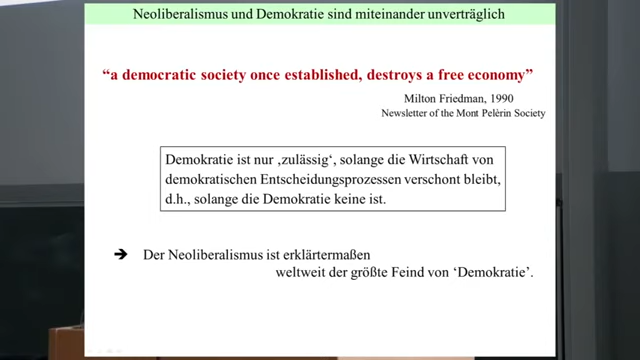 Neoliberalismus und Demokratie sind miteinander unverträglich
“a democratic society once established, destroys a free economy”
Milton Friedman, 1990
Newsletter of the Mont Pelèrin Society
Demokratie ist nur ‚zulässig‘, solange die Wirtschaft von
demokratischen Entscheidungsprozessen verschont bleibt,
d.h., solange die Demokratie keine ist.
➔ Der Neoliberalismus ist erklärtermaßen
weltweit der größte Feind von ‘Demokratie’.